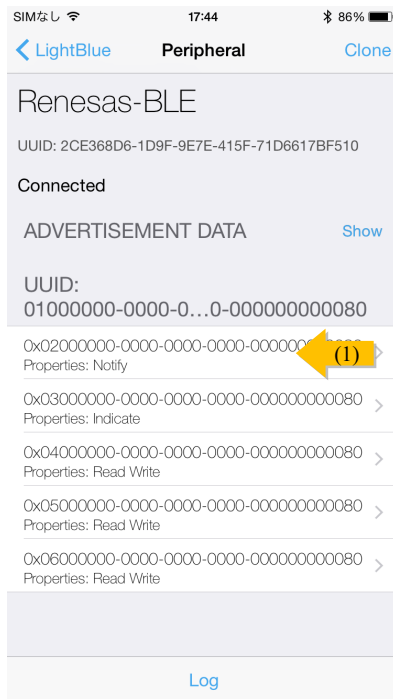 SIMなし 17:44 86%
LightBlue Peripheral Clone
Renesas-BLE
UUID: 2CE368D6-1D9F-9E7E-415F-71D6617BF510
Connected
ADVERTISEMENT DATA Show
UUID:
01000000-0000-0...0-000000000080
0x02000000-0000-0000-0000-000000 (1)
Properties: Notify
0x03000000-0000-0000-0000-000000000080
Properties: Indicate
0x04000000-0000-0000-0000-000000000080
Properties: Read Write
0x05000000-0000-0000-0000-000000000080
Properties: Read Write
0x06000000-0000-0000-0000-000000000080
Properties: Read Write
Log